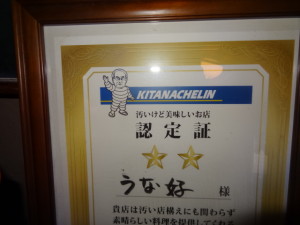 KITANACHELIN
汚いけど美味しいお店
認定証
うな好 様
貴店は汚い店構えにも関わらず
素晴らしい料理を提供してくれ